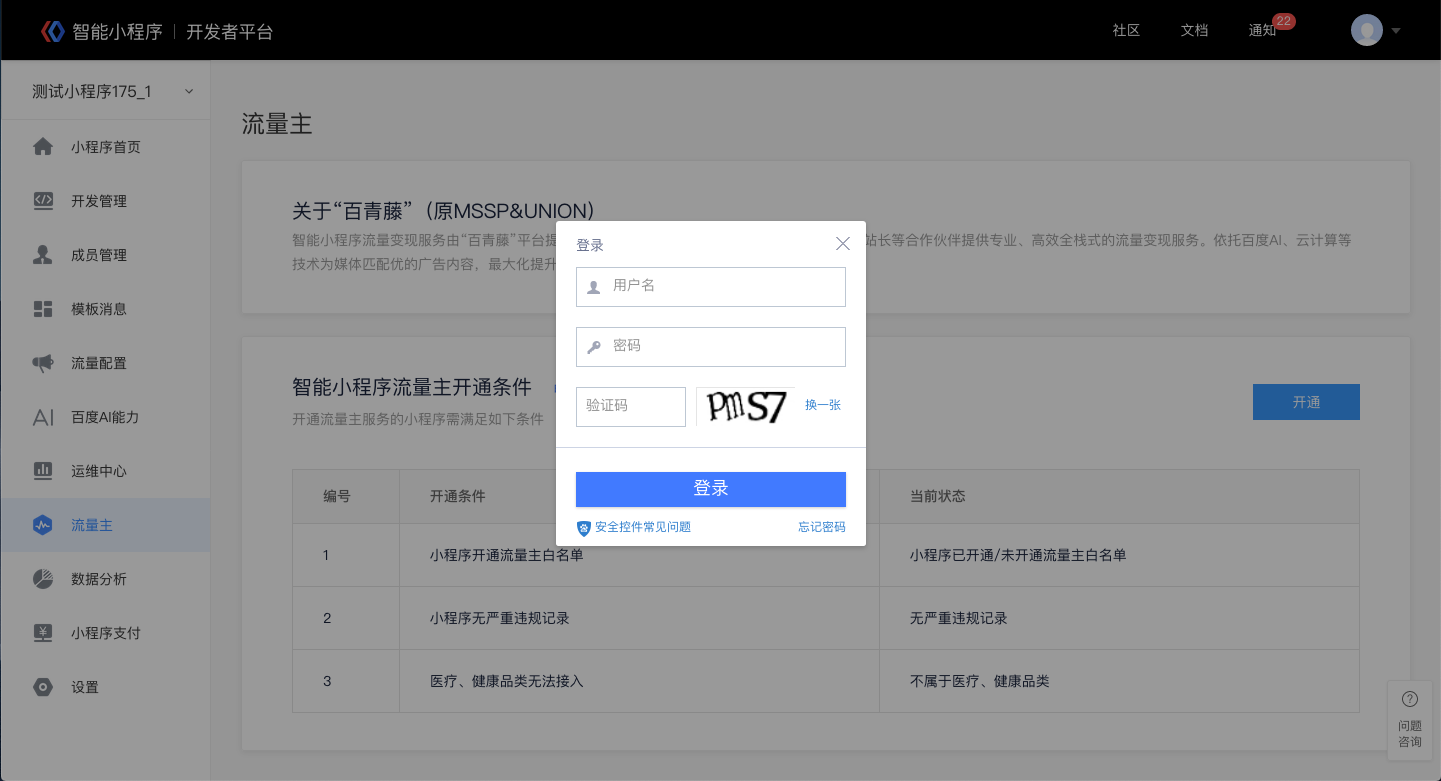 智能小程序 | 开发者平台
社区
文档
通知
22
测试小程序175_1
小程序首页
开发管理
成员管理
模板消息
流量配置
AI 百度AI能力
运维中心
流量主
数据分析
小程序支付
设置
流量主
关于“百青藤”（原MSSP&UNION）
智能小程序流量变现服务由“百青藤”平台提
站长等合作伙伴提供专业、高效全栈式的流量变现服务。依托百度AI、云计算等
技术为媒体匹配优的广告内容，最大化提升
智能小程序流量主开通条件
开通
开通流量主服务的小程序需满足如下条件
编号 开通条件 当前状态
1 小程序开通流量主白名单 小程序已开通/未开通流量主白名单
2 小程序无严重违规记录 无严重违规记录
3 医疗、健康品类无法接入 不属于医疗、健康品类
登录
用户名
密码
验证码
PmS7
换一张
登录
安全控件常见问题
忘记密码
问题
咨询